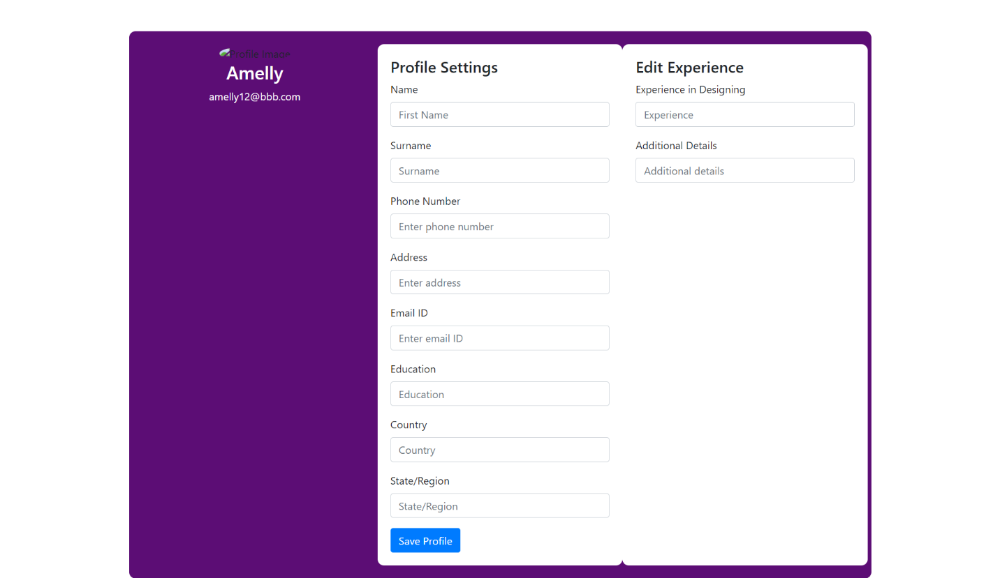 Profile Image
Amelly
amelly12@bbb.com
Profile Settings
Name
First Name
Surname
Surname
Phone Number
Enter phone number
Address
Enter address
Email ID
Enter email ID
Education
Education
Country
Country
State/Region
State/Region
Save Profile
Edit Experience
Experience in Designing
Experience
Additional Details
Additional details